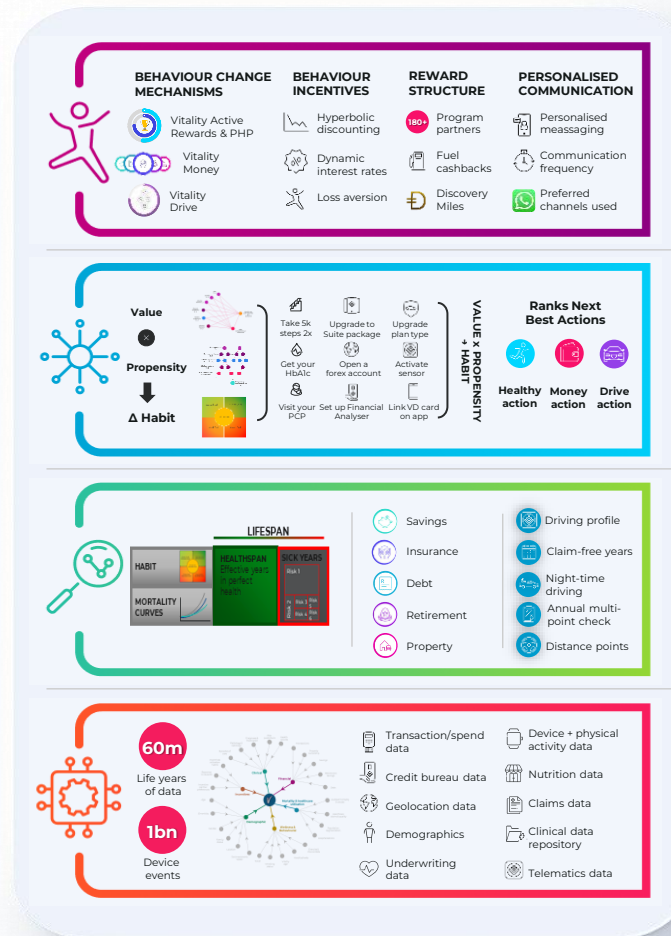 BEHAVIOUR CHANGE
MECHANISMS
Vitality Active
Rewards & PHP
Vitality
Money
Vitality
Drive
BEHAVIOUR
INCENTIVES
Hyperbolic
discounting
Dynamic
interest rates
Loss aversion
REWARD
STRUCTURE
180+
Program
partners
Fuel
cashbacks
Discovery
Miles
PERSONALISED
COMMUNICATION
Personalised
meassaging
Communication
frequency
Preferred
channels used
Value
Propensity
Δ Habit
Take 5k
steps 2x
Upgrade to
Suite package
Upgrade
plan type
Get your
HbA1c
Open a
forex account
Activate
sensor
Visit your
PCP
Set up Financial
Analyser
Link VD card
on app
VALUE x PROPENSITY
→ HABIT
Ranks Next
Best Actions
Healthy
action
Money
action
Drive
action
LIFESPAN
HABIT
MORTALITY
CURVES
HEALTHSPAN
Effective years
in perfect
health
SICK YEARS
Risk 1
Savings
Insurance
Debt
Retirement
Property
Driving profile
Claim-free years
Night-time
driving
Annual multi-
point check
Distance points
60m
Life years
of data
1bn
Device
events
Transaction/spend
data
Credit bureau data
Geolocation data
Demographics
Underwriting
data
Device + physical
activity data
Nutrition data
Claims data
Clinical data
repository
Telematics data